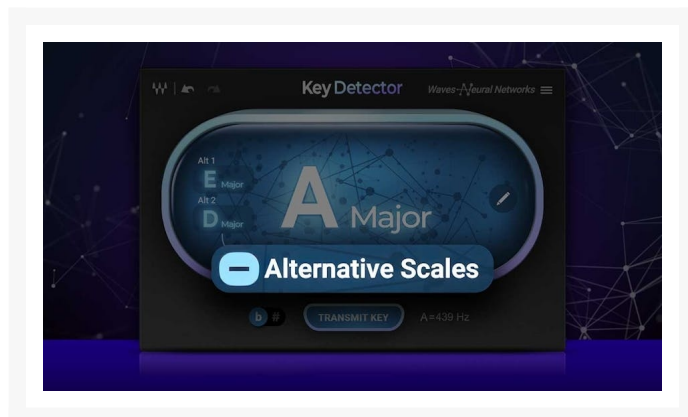 Key Detector
Waves Neural Networks
Alt 1
E Major
Alt 2
D Major
A Major
Alternative Scales
b #
TRANSMIT KEY
A=439 Hz